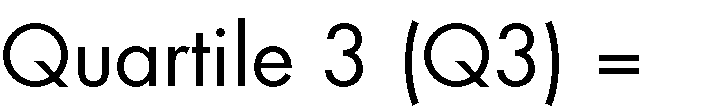 Quartile 3 (Q3) =